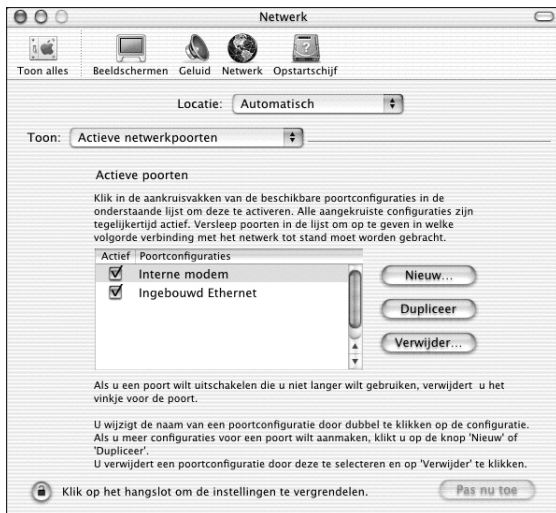 Netwerk
Toon alles Beeldschermen Geluid Netwerk Opstartschijf
Locatie: Automatisch
Toon: Actieve netwerkpoorten
Actieve poorten
Klik in de aankruisvakken van de beschikbare poortconfiguraties in de
onderstaande lijst om deze te activeren. Alle aangekruiste configuraties zijn
tegelijkertijd actief. Versleep poorten in de lijst om op te geven in welke
volgorde verbinding met het netwerk tot stand moet worden gebracht.
Actief Poortconfiguraties
Interne modem
Ingebouwd Ethernet
Nieuw...
Dupliceer
Verwijder...
Als u een poort wilt uitschakelen die u niet langer wilt gebruiken, verwijdert u het
vinkje voor de poort.
U wijzigt de naam van een poortconfiguratie door dubbel te klikken op de configuratie.
Als u meer configuraties voor een poort wilt aanmaken, klikt u op de knop 'Nieuw' of
'Dupliceer'.
U verwijdert een poortconfiguratie door deze te selecteren en op 'Verwijder' te klikken.
Klik op het hangslot om de instellingen te vergrendelen.
Pas nu toe